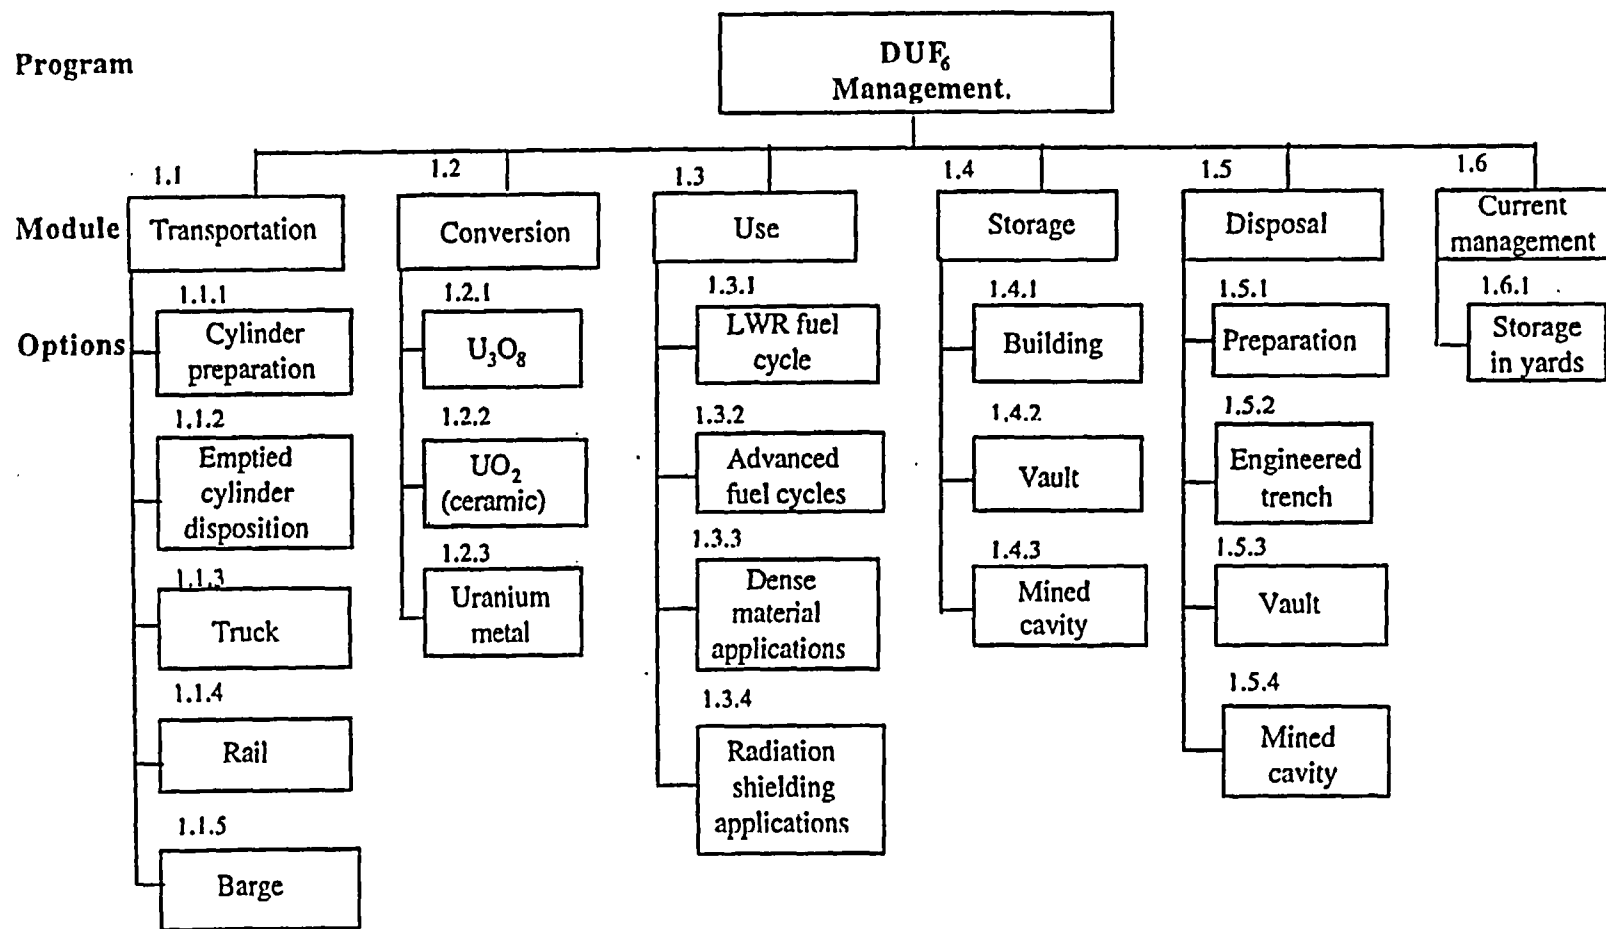 Program
DUF₆
Management.
1.1
1.2
1.3
1.4
1.5
1.6
Module
Transportation
Conversion
Use
Storage
Disposal
Current
management
Options
1.1.1
Cylinder
preparation
1.1.2
Emptied
cylinder
disposition
1.1.3
Truck
1.1.4
Rail
1.1.5
Barge
1.2.1
U₃O₈
1.2.2
UO₂
(ceramic)
1.2.3
Uranium
metal
1.3.1
LWR fuel
cycle
1.3.2
Advanced
fuel cycles
1.3.3
Dense
material
applications
1.3.4
Radiation
shielding
applications
1.4.1
Building
1.4.2
Vault
1.4.3
Mined
cavity
1.5.1
Preparation
1.5.2
Engineered
trench
1.5.3
Vault
1.5.4
Mined
cavity
1.6.1
Storage
in yards